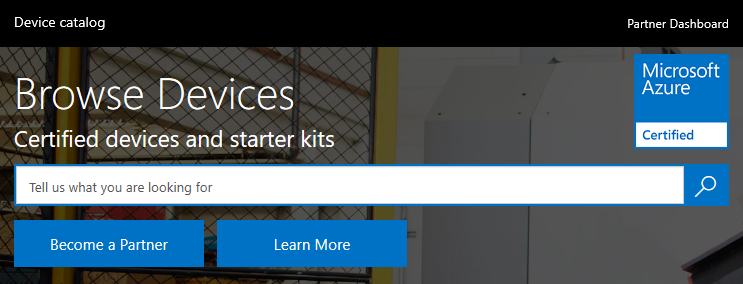 Device catalog
Partner Dashboard
Browse Devices
Certified devices and starter kits
Microsoft
Azure
Certified
Tell us what you are looking for
Become a Partner
Learn More